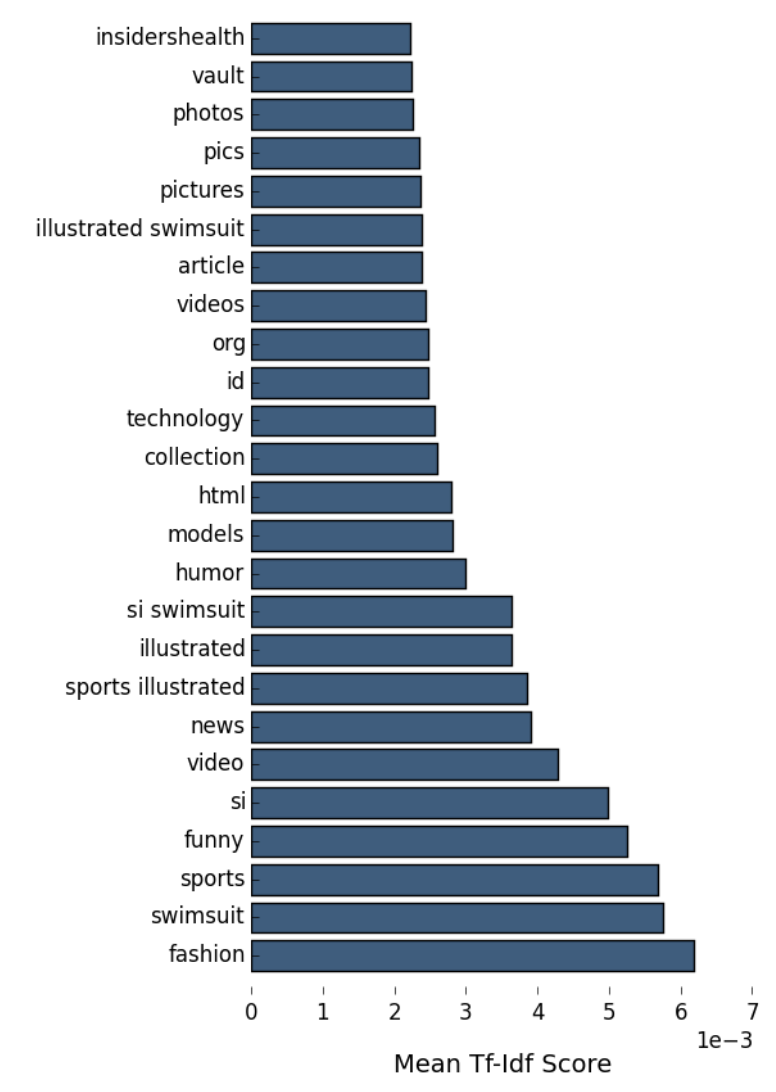 insidershealth
vault
photos
pics
pictures
illustrated swimsuit
article
videos
org
id
technology
collection
html
models
humor
si swimsuit
illustrated
sports illustrated
news
video
si
funny
sports
swimsuit
fashion
0 1 2 3 4 5 6 7
1e−3
Mean Tf-Idf Score